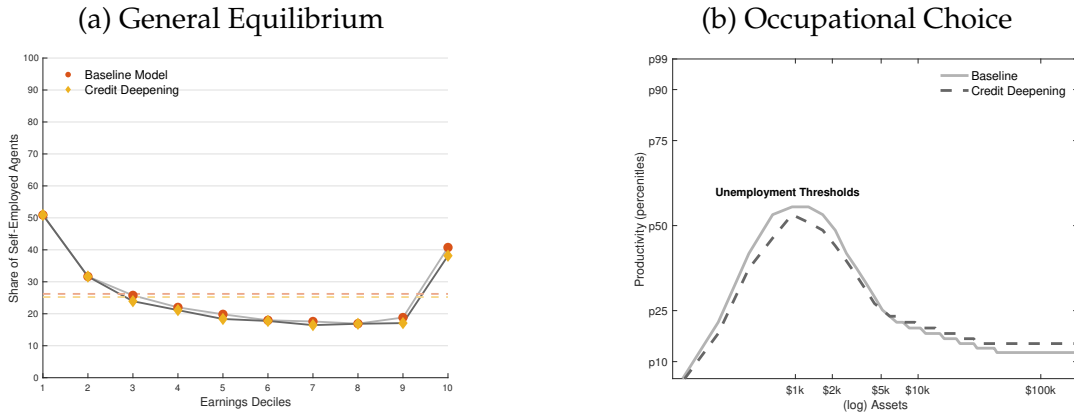 (a) General Equilibrium
100
90
80
70
60
50
40
30
20
10
0
Share of Self-Employed Agents
Baseline Model
Credit Deepening
1 2 3 4 5 6 7 8 9 10
Earnings Deciles
(b) Occupational Choice
p99
p90
p75
p50
p25
p10
Productivity (percenitles)
Baseline
Credit Deepening
Unemployment Thresholds
$1k $2k $5k $10k $100k
(log) Assets